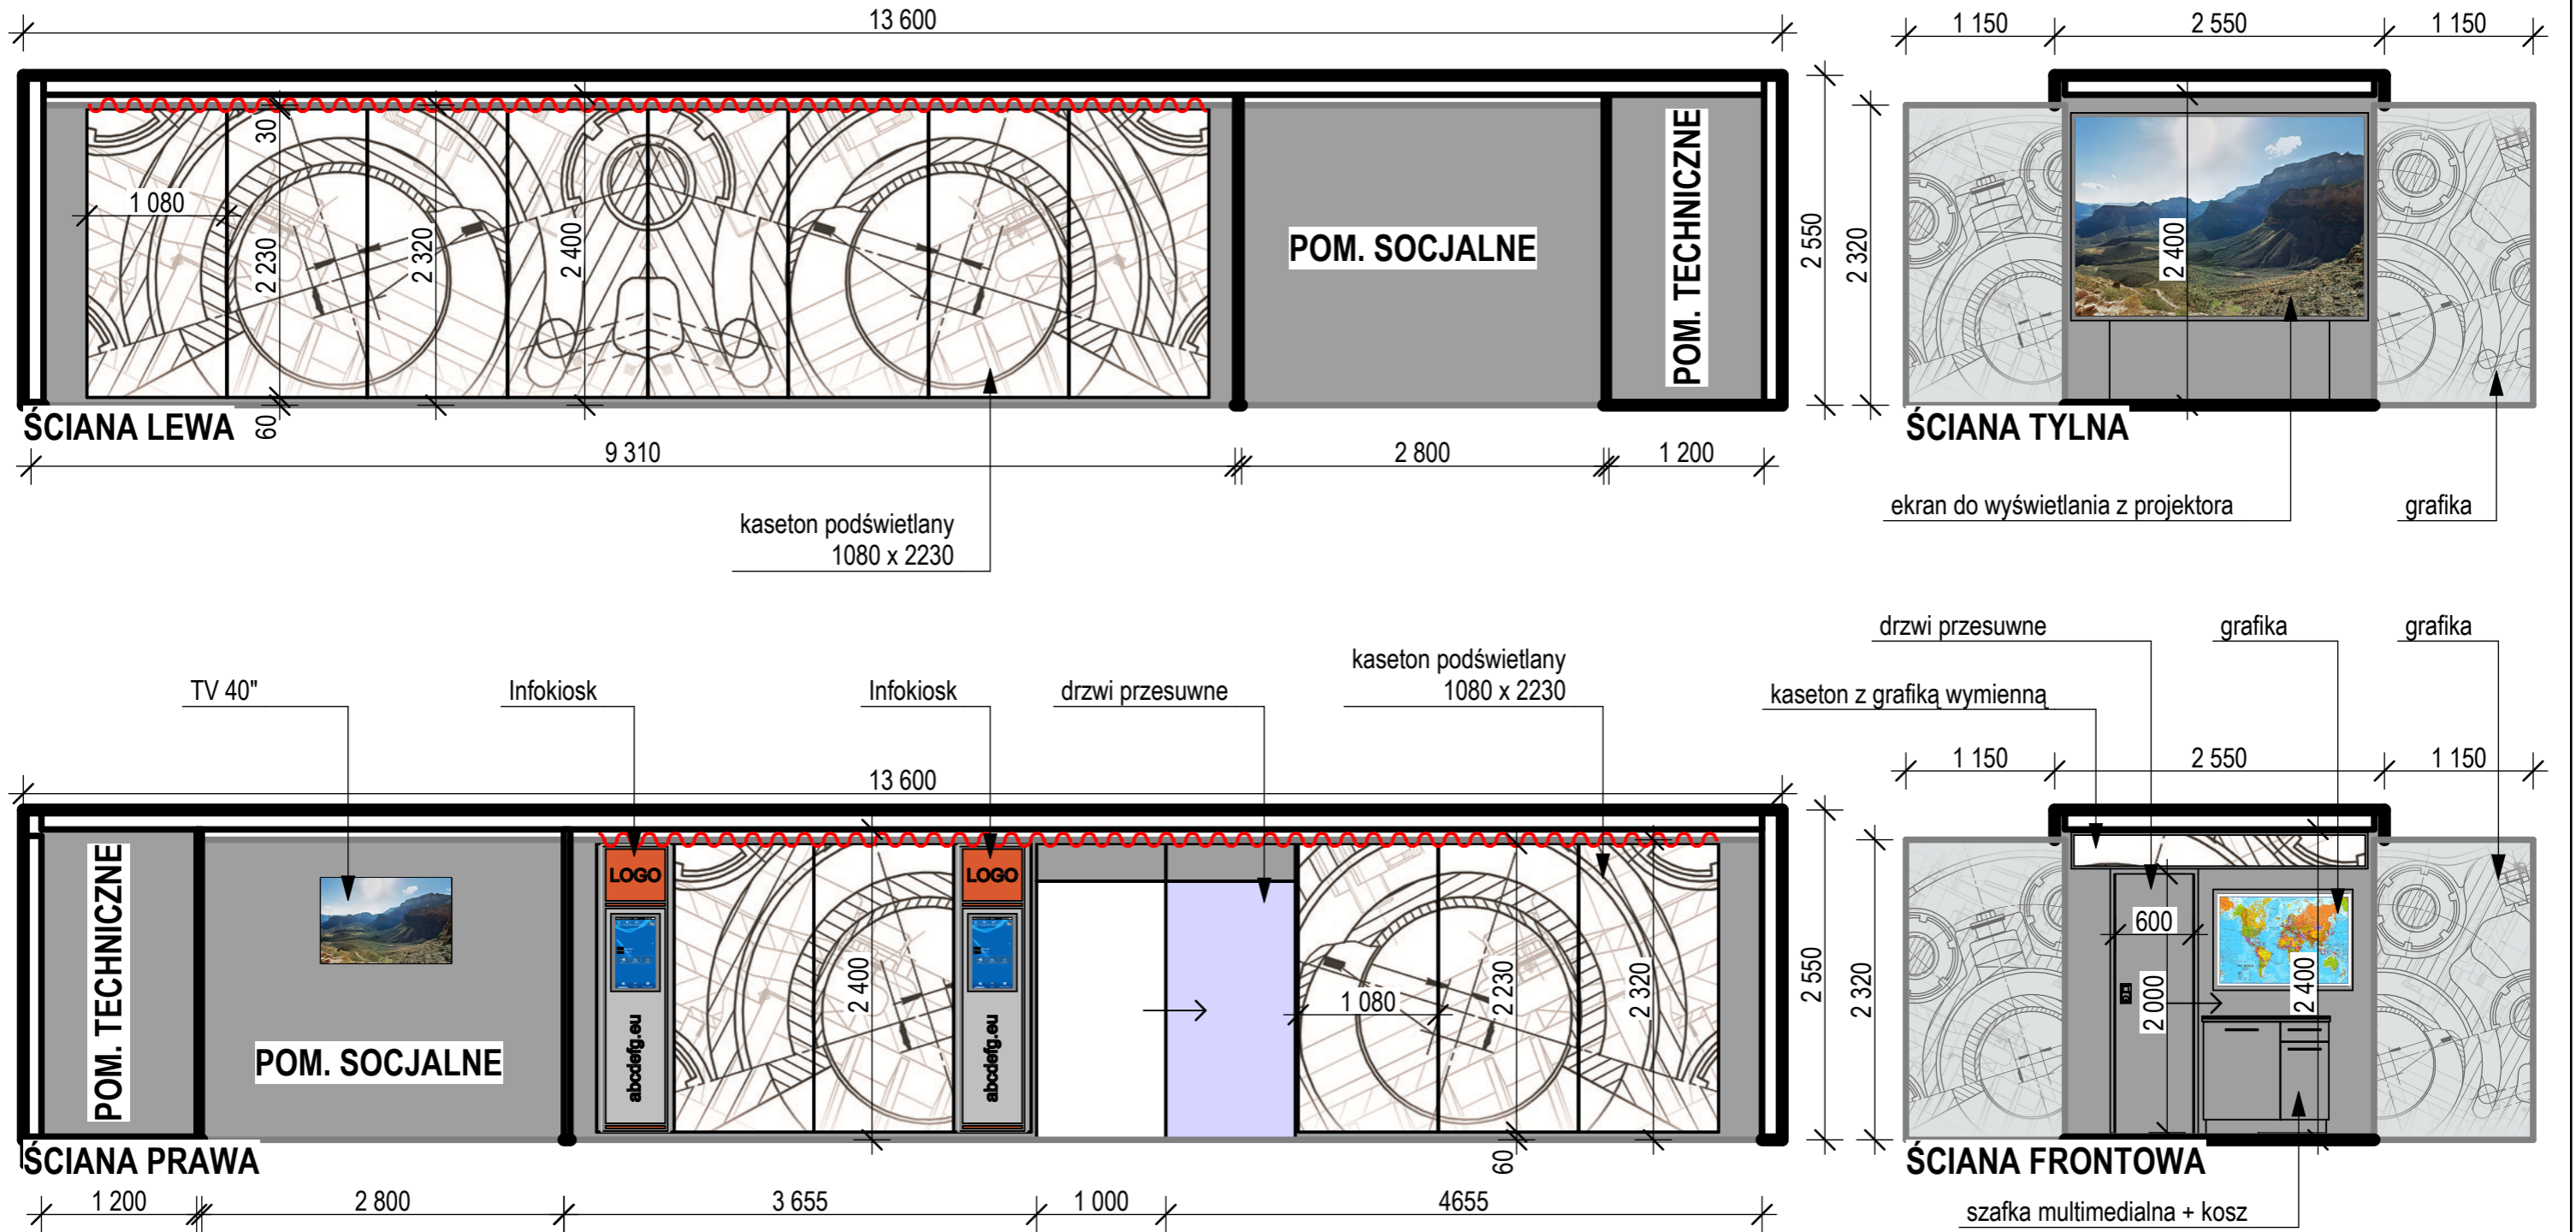 13 600
1 150
2 550
1 150
30
1 080
2 230
2 320
2 400
60
POM. SOCJALNE
POM. TECHNICZNE
2 550
2 320
2 400
ŚCIANA LEWA
ŚCIANA TYLNA
9 310
2 800
1 200
kaseton podświetlany
1080 x 2230
ekran do wyświetlania z projektora
grafika
TV 40"
Infokiosk
Infokiosk
drzwi przesuwne
kaseton podświetlany
1080 x 2230
drzwi przesuwne
grafika
grafika
kaseton z grafiką wymienną
13 600
1 150
2 550
1 150
POM. TECHNICZNE
POM. SOCJALNE
LOGO
abcdefg.eu
2 400
LOGO
abcdefg.eu
1 080
2 230
2 320
60
2 550
2 320
600
2 000
2 400
ŚCIANA PRAWA
ŚCIANA FRONTOWA
1 200
2 800
3 655
1 000
4655
szafka multimedialna + kosz